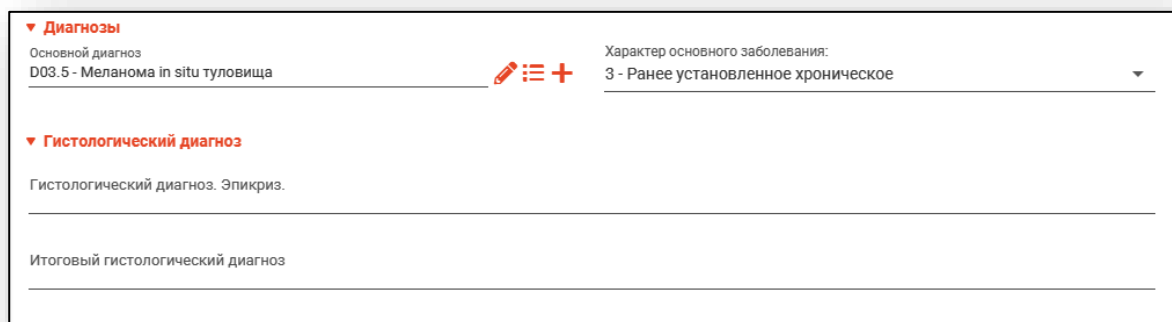 Диагнозы
Основной диагноз
D03.5 - Меланома in situ туловища
Характер основного заболевания:
3 - Ранее установленное хроническое
Гистологический диагноз
Гистологический диагноз. Эпикриз.
Итоговый гистологический диагноз